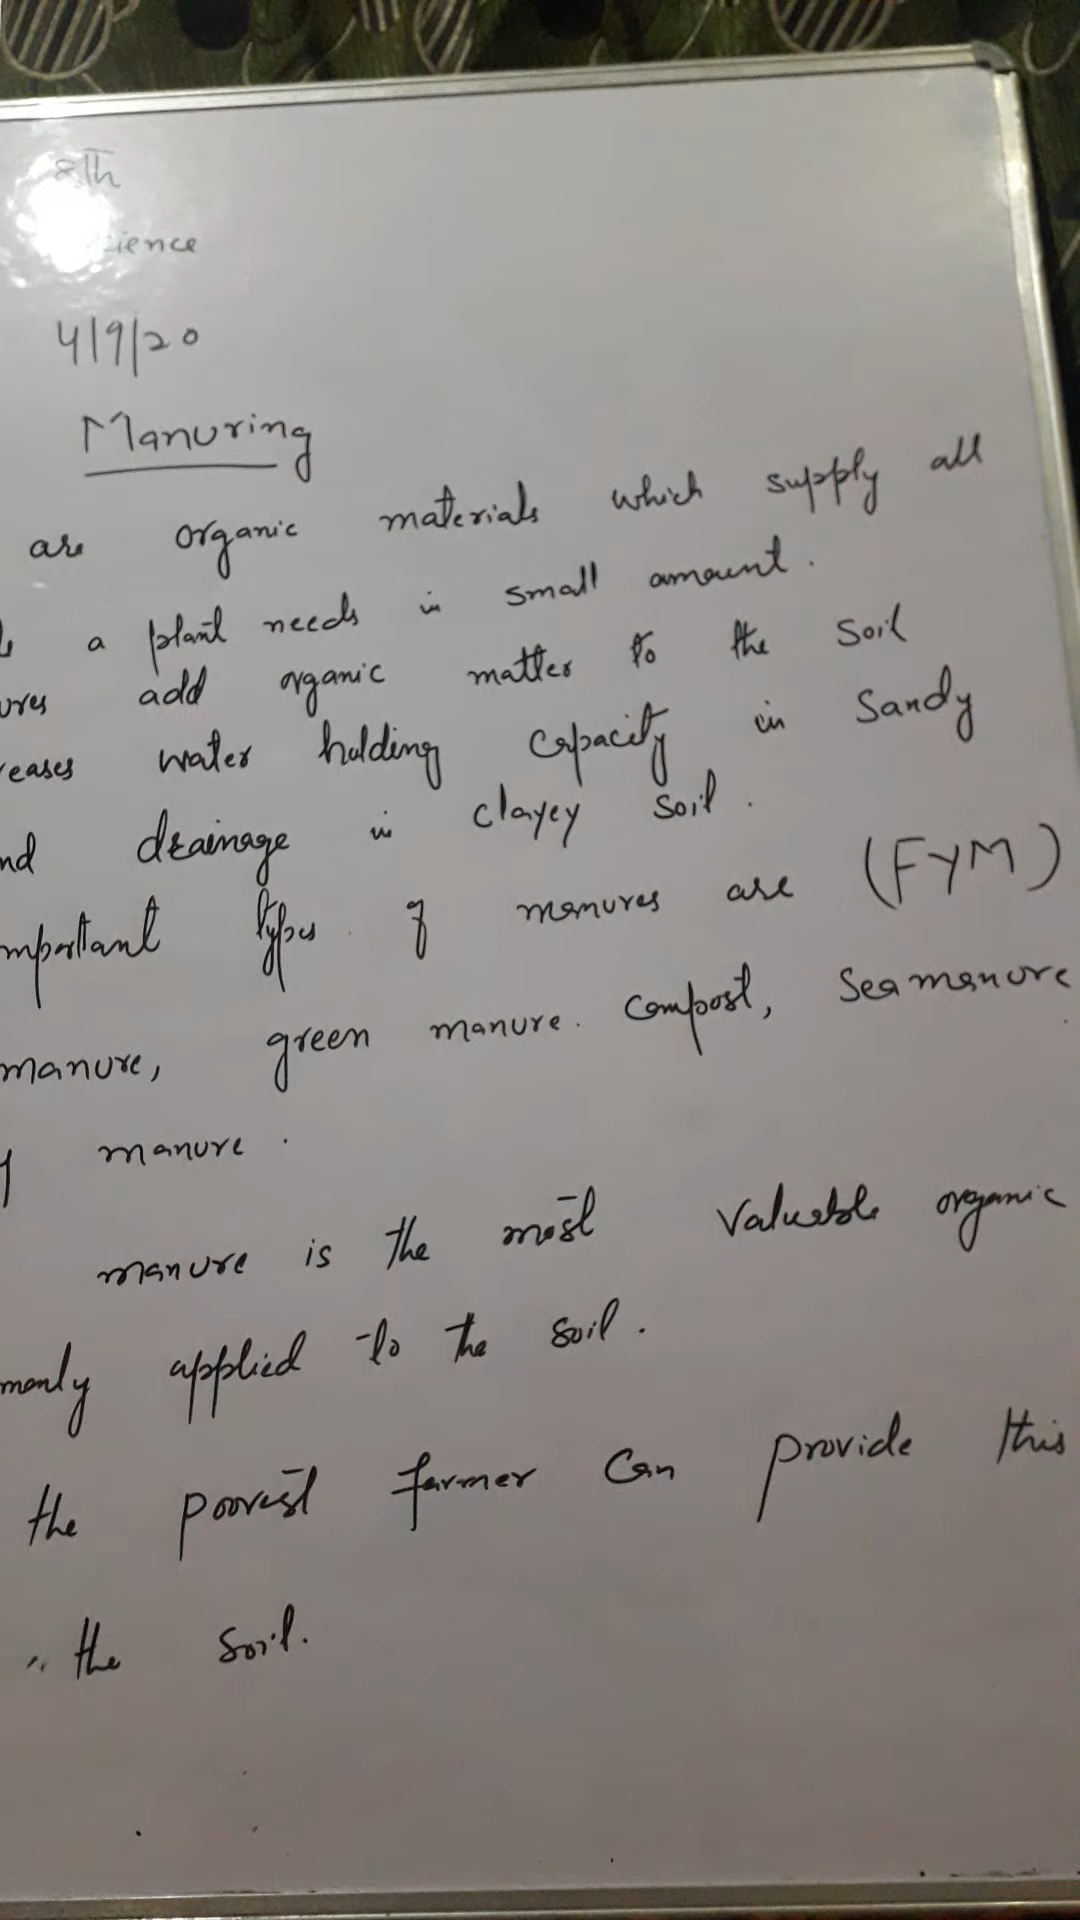 8Th
ience
4/9/20
Manuring
are organic materials which supply all
a plant needs in small amount.
ures add organic matter to the soil
reases water holding capacity in Sandy
nd drainage in clayey soil.
mportant types of manures are (FYM)
manure, green manure. Compost, Sea manure
y manure.
manure is the most Valuable organic
monly applied to the soil.
the poorest farmer can provide this
the soil.